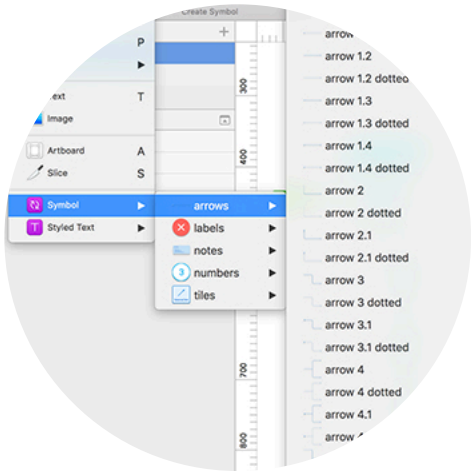 Create Symbol
P
Text T
Image
Artboard A
Slice S
Symbol
Styled Text
arrows
labels
notes
3 numbers
tiles
300
400
700
800
arrow
arrow 1.2
arrow 1.2 dotted
arrow 1.3
arrow 1.3 dotted
arrow 1.4
arrow 1.4 dotted
arrow 2
arrow 2 dotted
arrow 2.1
arrow 2.1 dotted
arrow 3
arrow 3 dotted
arrow 3.1
arrow 3.1 dotted
arrow 4
arrow 4 dotted
arrow 4.1
arrow